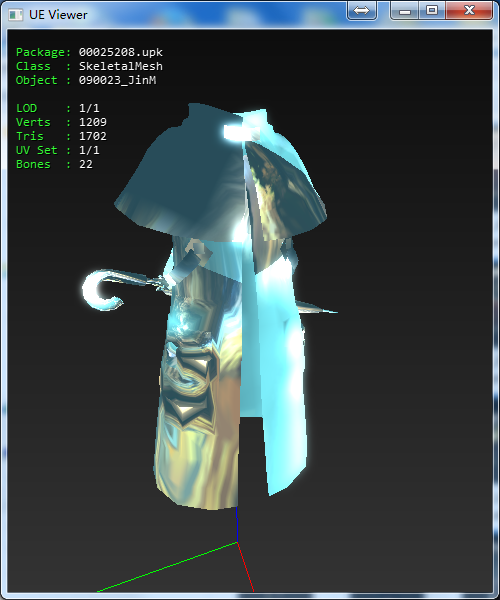 UE Viewer
Package: 00025208.upk
Class : SkeletalMesh
Object : 090023_JinM
LOD : 1/1
Verts : 1209
Tris : 1702
UV Set : 1/1
Bones : 22